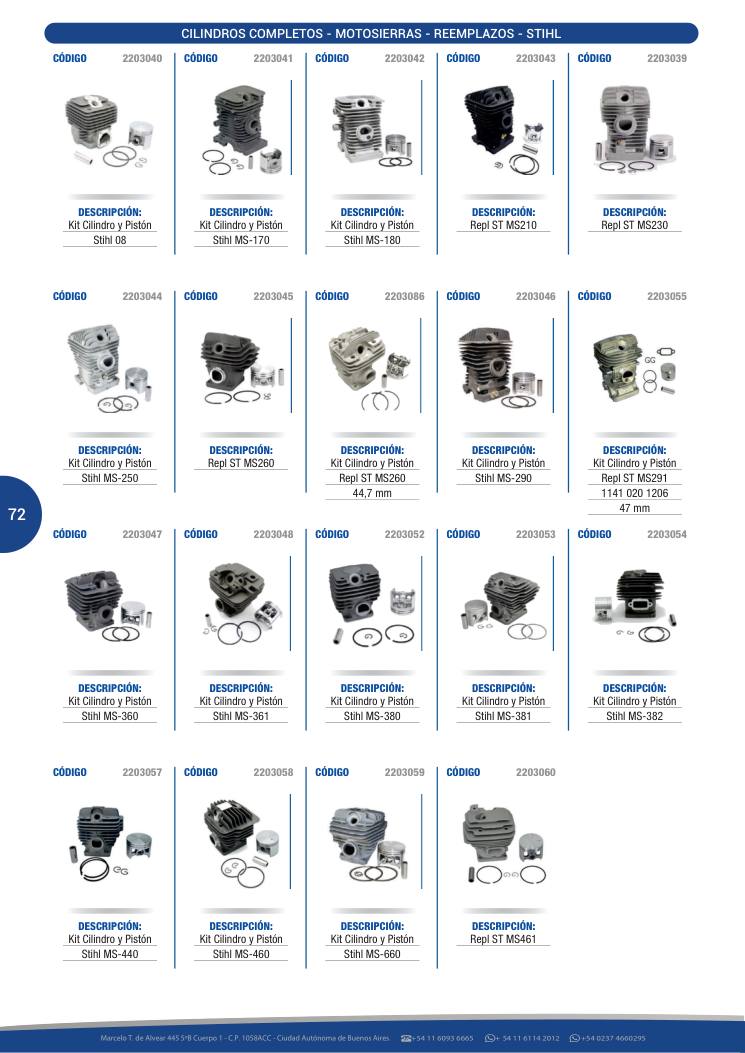 CILINDROS COMPLETOS - MOTOSIERRAS - REEMPLAZOS - STIHL
CÓDIGO 2203040
DESCRIPCIÓN:
Kit Cilindro y Pistón
Stihl 08
CÓDIGO 2203041
DESCRIPCIÓN:
Kit Cilindro y Pistón
Stihl MS-170
CÓDIGO 2203042
DESCRIPCIÓN:
Kit Cilindro y Pistón
Stihl MS-180
CÓDIGO 2203043
DESCRIPCIÓN:
Repl ST MS210
CÓDIGO 2203039
DESCRIPCIÓN:
Repl ST MS230
CÓDIGO 2203044
DESCRIPCIÓN:
Kit Cilindro y Pistón
Stihl MS-250
CÓDIGO 2203045
DESCRIPCIÓN:
Repl ST MS260
CÓDIGO 2203086
DESCRIPCIÓN:
Kit Cilindro y Pistón
Repl ST MS260
44,7 mm
CÓDIGO 2203046
DESCRIPCIÓN:
Kit Cilindro y Pistón
Stihl MS-290
CÓDIGO 2203055
DESCRIPCIÓN:
Kit Cilindro y Pistón
Repl ST MS291
1141 020 1206
47 mm
72
CÓDIGO 2203047
DESCRIPCIÓN:
Kit Cilindro y Pistón
Stihl MS-360
CÓDIGO 2203048
DESCRIPCIÓN:
Kit Cilindro y Pistón
Stihl MS-361
CÓDIGO 2203052
DESCRIPCIÓN:
Kit Cilindro y Pistón
Stihl MS-380
CÓDIGO 2203053
DESCRIPCIÓN:
Kit Cilindro y Pistón
Stihl MS-381
CÓDIGO 2203054
DESCRIPCIÓN:
Kit Cilindro y Pistón
Stihl MS-382
CÓDIGO 2203057
DESCRIPCIÓN:
Kit Cilindro y Pistón
Stihl MS-440
CÓDIGO 2203058
DESCRIPCIÓN:
Kit Cilindro y Pistón
Stihl MS-460
CÓDIGO 2203059
DESCRIPCIÓN:
Kit Cilindro y Pistón
Stihl MS-660
CÓDIGO 2203060
DESCRIPCIÓN:
Repl ST MS461
Marcelo T. de Alvear 445 5ºB Cuerpo 1 - C.P. 1058ACC - Ciudad Autónoma de Buenos Aires +54 11 6093 6665 + 54 11 6114 2012 +54 0237 4660295